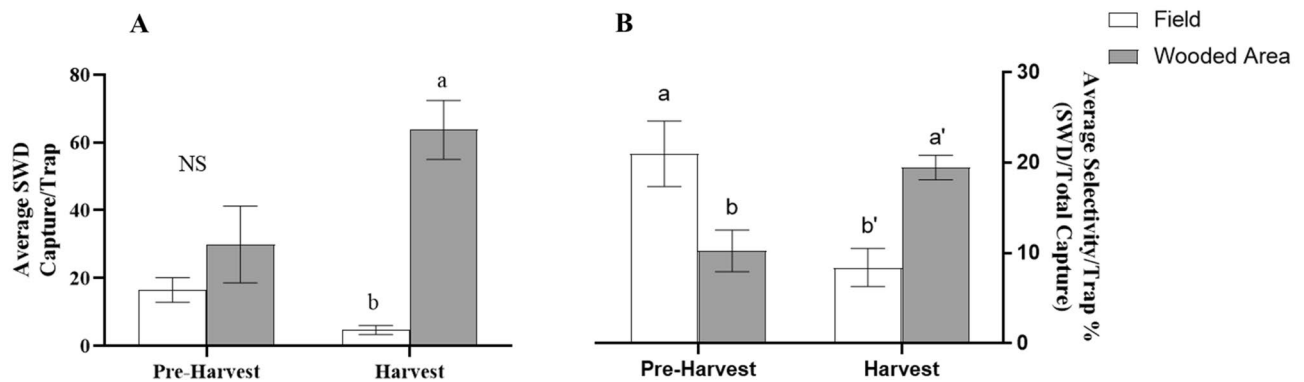 A
B
Field
Wooded Area
Average SWD
Capture/Trap
80
60
40
20
0
NS
a
b
Pre-Harvest
Harvest
a
b
a'
b'
Pre-Harvest
Harvest
30
20
10
0
Average Selectivity/Trap %
(SWD/Total Capture)